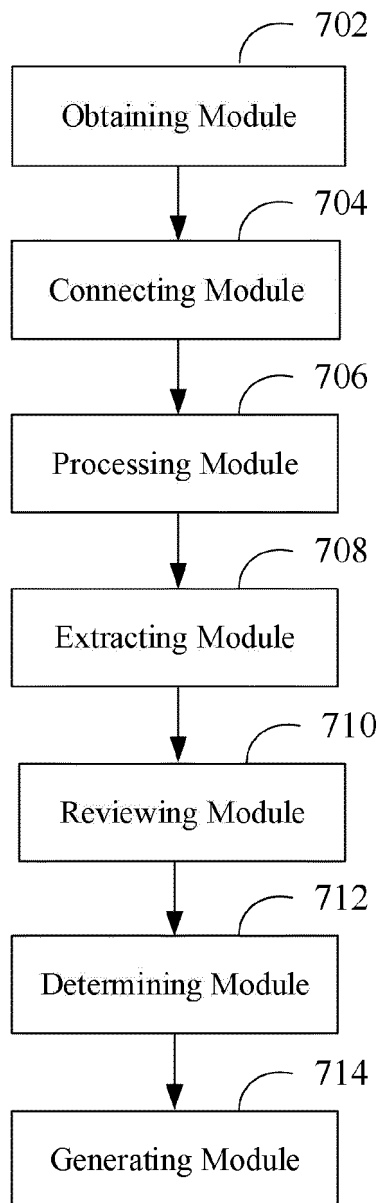 702
Obtaining Module
704
Connecting Module
706
Processing Module
708
Extracting Module
710
Reviewing Module
712
Determining Module
714
Generating Module